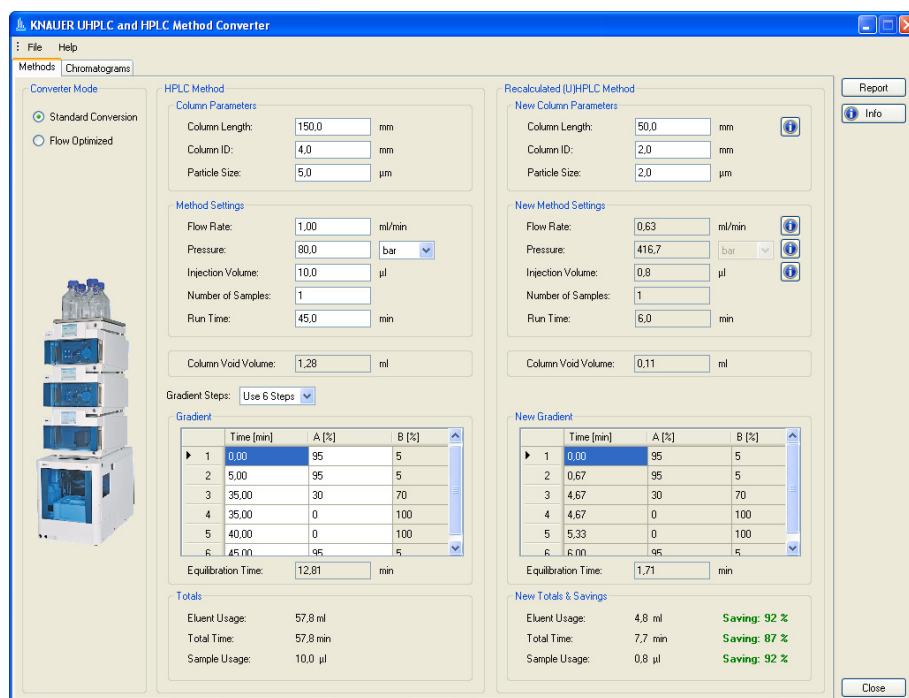 KNAUER UHPLC and HPLC Method Converter
File Help
Methods Chromatograms
Converter Mode
Standard Conversion
Flow Optimized
HPLC Method
Column Parameters
Column Length: 150,0 mm
Column ID: 4,0 mm
Particle Size: 5,0 µm
Method Settings
Flow Rate: 1,00 ml/min
Pressure: 80,0 bar
Injection Volume: 10,0 µl
Number of Samples: 1
Run Time: 45,0 min
Column Void Volume: 1,28 ml
Gradient Steps: Use 6 Steps
Gradient
Time [min] A [%] B [%]
1 0,00 95 5
2 5,00 95 5
3 35,00 30 70
4 35,00 0 100
5 40,00 0 100
6 45,00 95 5
Equilibration Time: 12,81 min
Totals
Eluent Usage: 57,8 ml
Total Time: 57,8 min
Sample Usage: 10,0 µl
Recalculated (U)HPLC Method
New Column Parameters
Column Length: 50,0 mm
Column ID: 2,0 mm
Particle Size: 2,0 µm
New Method Settings
Flow Rate: 0,63 ml/min
Pressure: 416,7 bar
Injection Volume: 0,8 µl
Number of Samples: 1
Run Time: 6,0 min
Column Void Volume: 0,11 ml
New Gradient
Time [min] A [%] B [%]
1 0,00 95 5
2 0,67 95 5
3 4,67 30 70
4 4,67 0 100
5 5,33 0 100
6 6,00 95 5
Equilibration Time: 1,71 min
New Totals & Savings
Eluent Usage: 4,8 ml Saving: 92 %
Total Time: 7,7 min Saving: 87 %
Sample Usage: 0,8 µl Saving: 92 %
Report
Info
Close